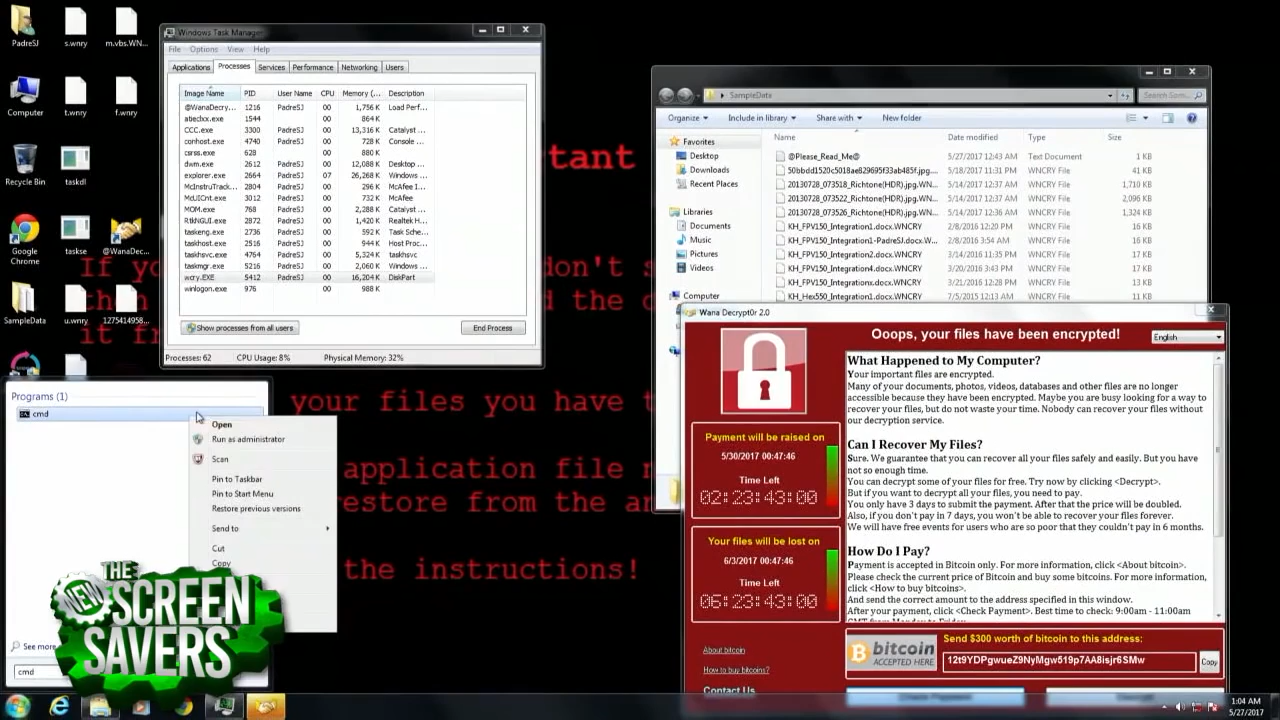 PadreSJ
s.wnry
m.vbs.WN...
Computer
t.wnry
f.wnry
Recycle Bin
taskdl
Google Chrome
taskse
@WanaDec...
SampleData
u.wnry
1275414958...
Windows Task Manager
File Options View Help
Applications Processes Services Performance Networking Users
Image Name PID User Name CPU Memory (... Description
@WanaDecry... 1216 PadreSJ 00 1,756 K Load Perf...
atieclxx.exe 1544 00 864 K
CCC.exe 3300 PadreSJ 00 13,316 K Catalyst ...
conhost.exe 4740 PadreSJ 00 728 K Console ...
csrss.exe 628 00 880 K
dwm.exe 2612 PadreSJ 00 12,088 K Desktop ...
explorer.exe 2664 PadreSJ 07 26,268 K Windows ...
McInstruTrack... 2804 PadreSJ 00 296 K McAfee I...
McUICnt.exe 3012 PadreSJ 00 732 K McAfee ...
MOM.exe 768 PadreSJ 00 2,288 K Catalyst ...
RtkNGUI.exe 2872 PadreSJ 00 1,420 K Realtek H...
taskeng.exe 2736 PadreSJ 00 592 K Task Sche...
taskhost.exe 2516 PadreSJ 00 944 K Host Proc...
taskhsvc.exe 4764 PadreSJ 00 5,324 K taskhsvc
taskmgr.exe 5216 PadreSJ 00 2,060 K Windows ...
wcry.EXE 5412 PadreSJ 00 16,204 K DiskPart
winlogon.exe 976 00 988 K
Show processes from all users
End Process
Processes: 62 CPU Usage: 8% Physical Memory: 32%
tant
If yo
don't s
the
d the c
it fr
your files you have t
application file
restore from the a
the instructions!
SampleData
Organize Include in library Share with New folder
Favorites
Desktop
Downloads
Recent Places
Libraries
Documents
Music
Pictures
Videos
Computer
Name Date modified Type Size
@Please_Read_Me@ 5/27/2017 12:43 AM Text Document 1 KB
50bbdd1520c5018ae829695f33ab485f.jpg.... 5/18/2017 11:31 PM WNCRY File 41 KB
20130728_073518_Richtone(HDR).jpg.WN... 5/14/2017 12:37 AM WNCRY File 1,710 KB
20130728_073522_Richtone(HDR).jpg.WN... 5/14/2017 12:37 AM WNCRY File 2,096 KB
20130728_073526_Richtone(HDR).jpg.WN... 5/14/2017 12:36 AM WNCRY File 1,324 KB
KH_FPV150_Integration1.docx.WNCRY 2/8/2016 12:20 PM WNCRY File 17 KB
KH_FPV150_Integration1-PadreSJ.docx.W... 2/8/2016 3:54 AM WNCRY File 17 KB
KH_FPV150_Integration2.docx.WNCRY 2/14/2016 11:35 PM WNCRY File 17 KB
KH_FPV150_Integration4.docx.WNCRY 3/20/2016 3:43 PM WNCRY File 17 KB
KH_FPV150_Integrationx.docx.WNCRY 2/8/2016 11:18 PM WNCRY File 17 KB
KH_Hex550_Integration1.docx.WNCRY 7/5/2015 12:13 AM WNCRY File 13 KB
Wana Decrypt0r 2.0
Ooops, your files have been encrypted!
English
What Happened to My Computer?
Your important files are encrypted.
Many of your documents, photos, videos, databases and other files are no longer
accessible because they have been encrypted. Maybe you are busy looking for a way to
recover your files, but do not waste your time. Nobody can recover your files without
our decryption service.
Can I Recover My Files?
Sure. We guarantee that you can recover all your files safely and easily. But you have
not so enough time.
You can decrypt some of your files for free. Try now by clicking <Decrypt>.
But if you want to decrypt all your files, you need to pay.
You only have 3 days to submit the payment. After that the price will be doubled.
Also, if you don't pay in 7 days, you won't be able to recover your files forever.
We will have free events for users who are so poor that they couldn't pay in 6 months.
How Do I Pay?
Payment is accepted in Bitcoin only. For more information, click <About bitcoin>.
Please check the current price of Bitcoin and buy some bitcoins. For more information,
click <How to buy bitcoins>.
And send the correct amount to the address specified in this window.
After your payment, click <Check Payment>. Best time to check: 9:00am - 11:00am
GMT from Monday to Friday.
Payment will be raised on
5/30/2017 00:47:46
Time Left
02:23:43:00
Your files will be lost on
6/3/2017 00:47:46
Time Left
06:23:43:00
About bitcoin
How to buy bitcoins?
Contact Us
bitcoin
ACCEPTED HERE
Send $300 worth of bitcoin to this address:
12t9YDPgwueZ9NyMgw519p7AA8isjr6SMw
Copy
Check Payment
Decrypt
Programs (1)
cmd
Open
Run as administrator
Scan
Pin to Taskbar
Pin to Start Menu
Restore previous versions
Send to
Cut
Copy
See more
cmd
THE NEW SCREEN SAVERS
1:04 AM
5/27/2017